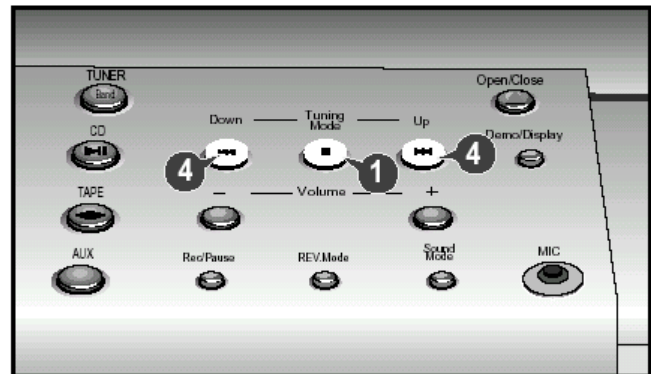 TUNER
Band
Open/Close
Down
Tuning
Mode
Up
CD
Demo/Display
4
1
4
TAPE
–
Volume
+
AUX
Rec/Pause
REV.Mode
Sound
Mode
MIC